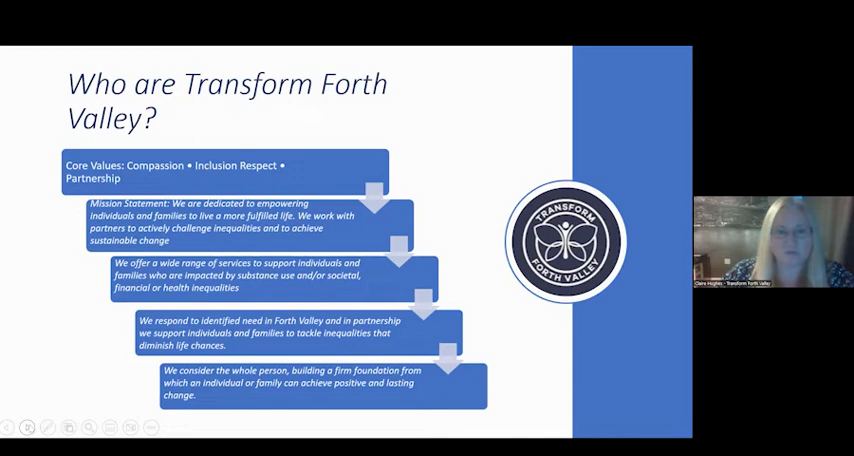 Who are Transform Forth
Valley?
Core Values: Compassion • Inclusion Respect •
Partnership
Mission Statement: We are dedicated to empowering
individuals and families to live a more fulfilled life. We work with
partners to actively challenge inequalities and to achieve
sustainable change
We offer a wide range of services to support individuals and
families who are impacted by substance use and/or societal,
financial or health inequalities
We respond to identified need in Forth Valley and in partnership
we support individuals and families to tackle inequalities that
diminish life chances.
We consider the whole person, building a firm foundation from
which an individual or family can achieve positive and lasting
change.
TRANSFORM
FORTH VALLEY
Claire Hughes - Transform Forth Valley